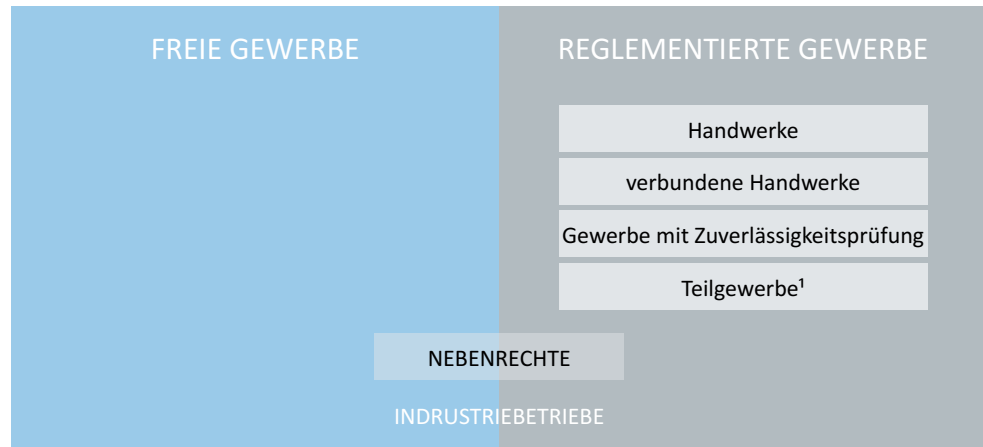 FREIE GEWERBE
REGLEMENTIERTE GEWERBE
Handwerke
verbundene Handwerke
Gewerbe mit Zuverlässigkeitsprüfung
Teilgewerbe¹
NEBENRECHTE
INDRUSTRIEBETRIEBE